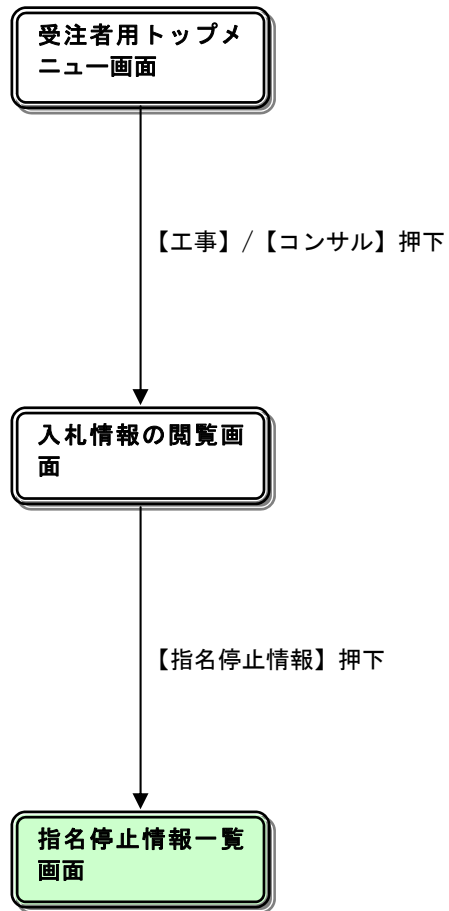 受注者用トップメ
ニュー画面
【工事】/【コンサル】押下
入札情報の閲覧画
面
【指名停止情報】押下
指名停止情報一覧
画面